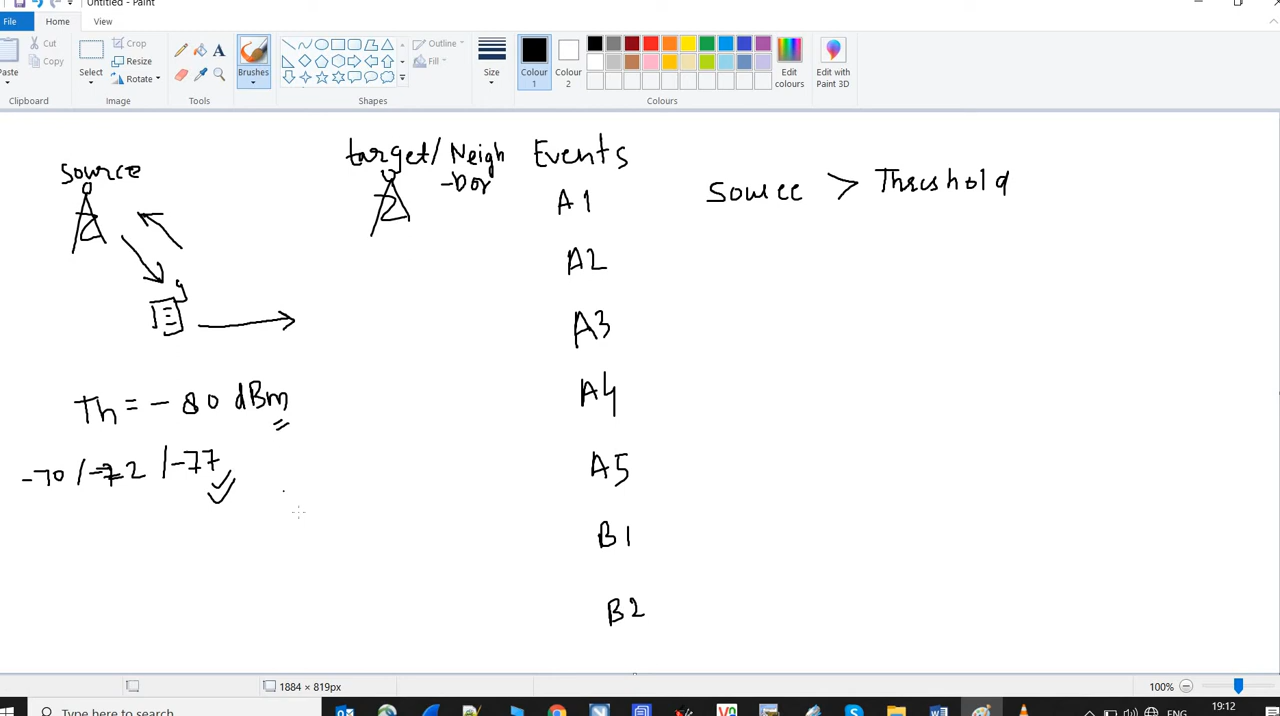 Untitled - Paint
File Home View
Paste
Cut
Copy
Clipboard
Select
Crop
Resize
Rotate
Image
Tools
Brushes
Shapes
Outline
Fill
Size
Colour
1
Colour
2
Colours
Edit
colours
Edit with
Paint 3D
Source
target/Neigh
-bor
Events
A1
Source > Threshold
A2
A3
A4
A5
B1
B2
Th = - 80 dBm
-70 / -72 / -77
1884 × 819px
100%
Type here to search
ENG
19:12